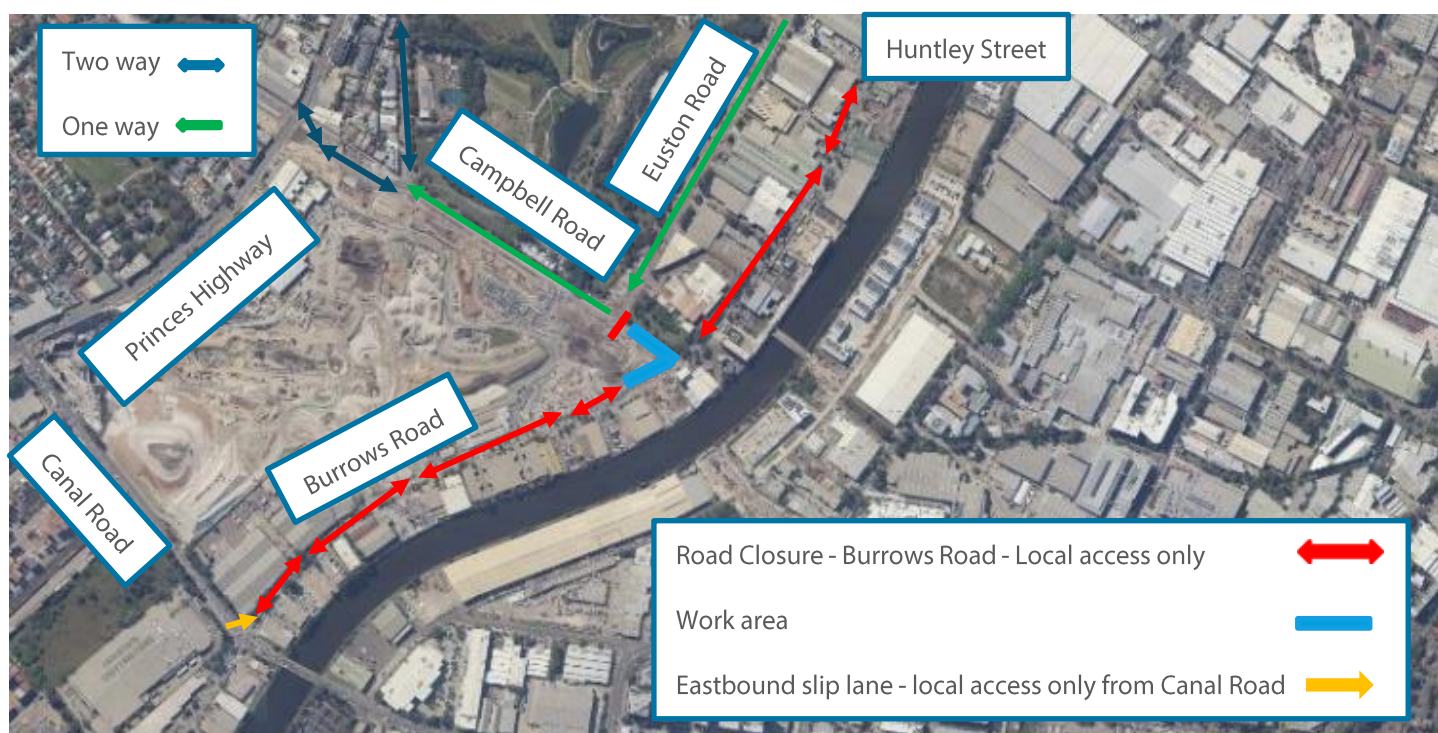 Two way
One way
Huntley Street
Euston Road
Campbell Road
Princes Highway
Burrows Road
Canal Road
Road Closure - Burrows Road - Local access only
Work area
Eastbound slip lane - local access only from Canal Road